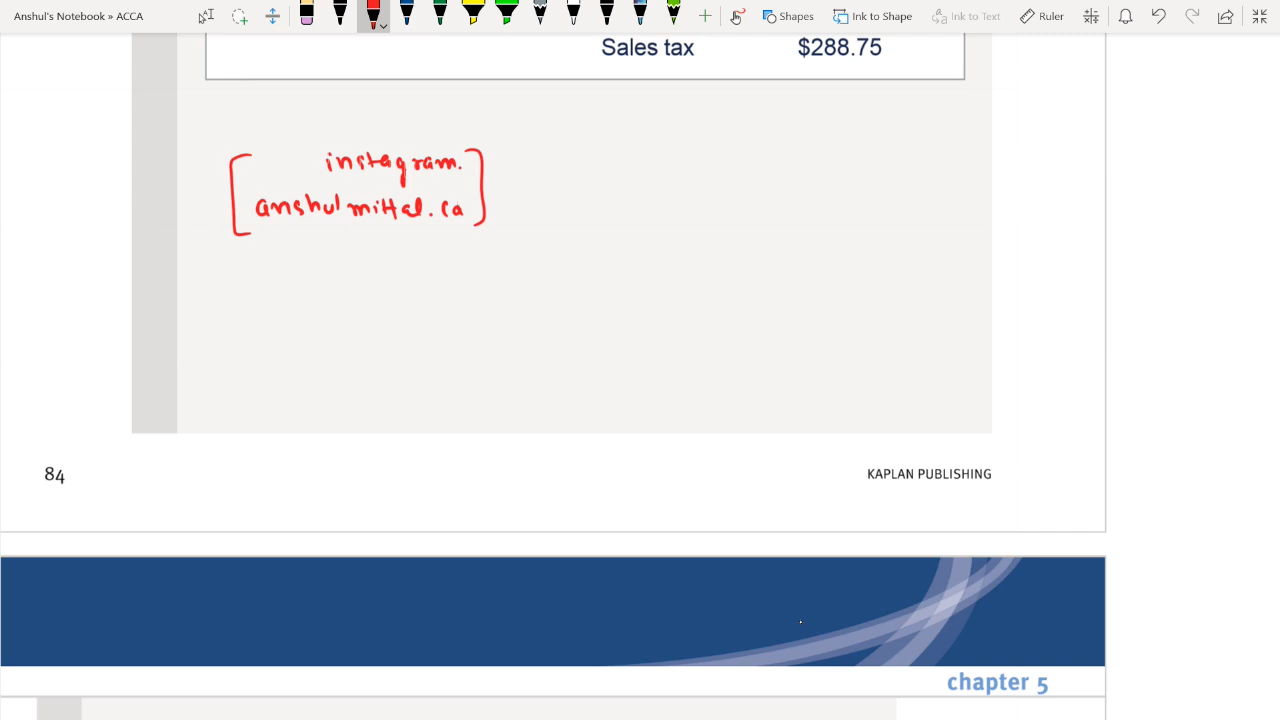 Anshul's Notebook » ACCA
Shapes
Ink to Shape
Ink to Text
Ruler
Sales tax $288.75
instagram.
anshulmittal.ca
84
KAPLAN PUBLISHING
chapter 5